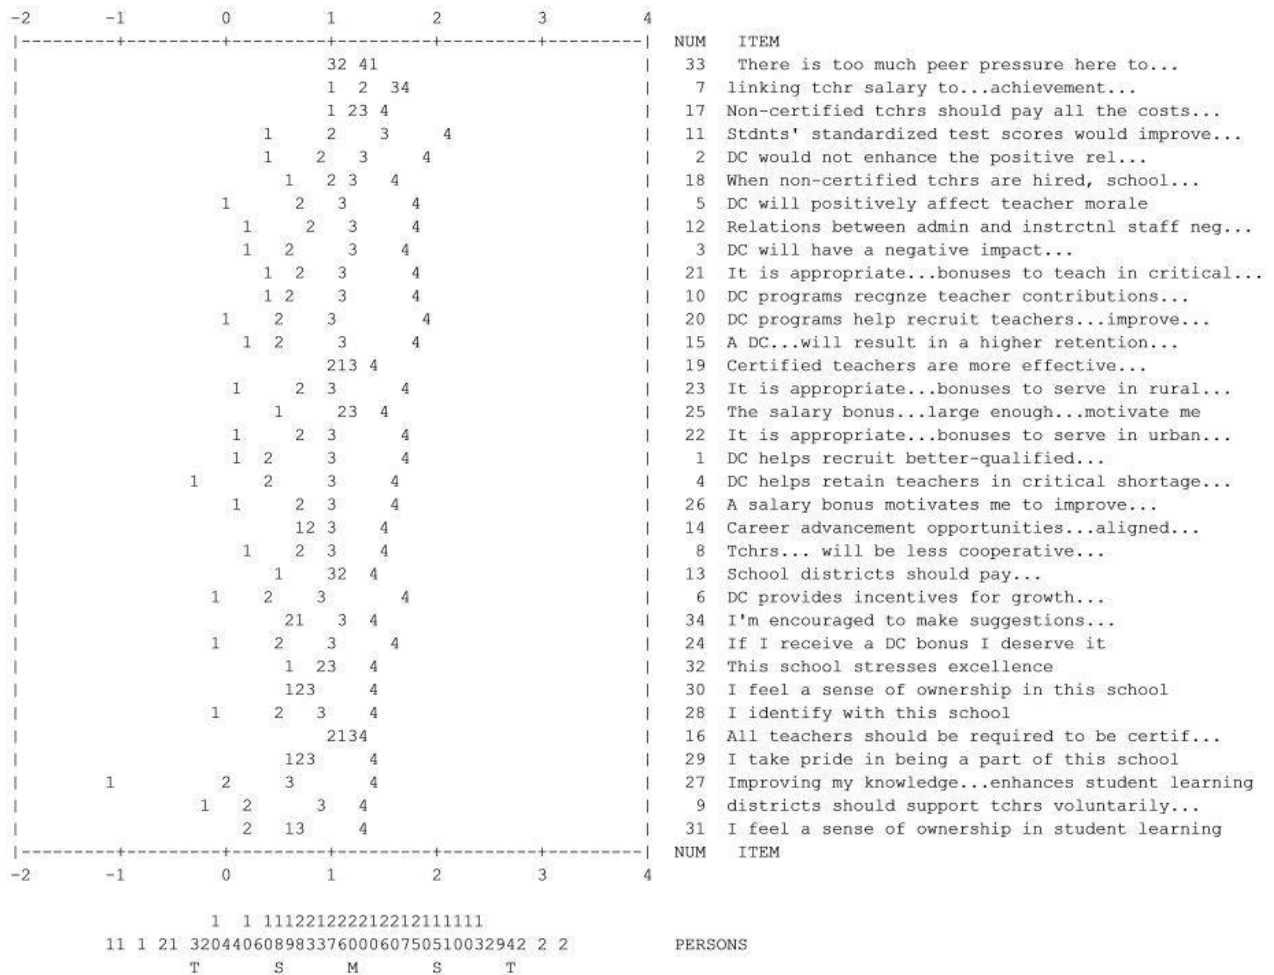 -2 -1 0 1 2 3 4
|---------+---------+---------+---------+---------+---------| NUM ITEM
| 32 41 | 33 There is too much peer pressure here to...
| 1 2 34 | 7 linking tchr salary to...achievement...
| 1 23 4 | 17 Non-certified tchrs should pay all the costs...
| 1 2 3 4 | 11 Stdnts' standardized test scores would improve...
| 1 2 3 4 | 2 DC would not enhance the positive rel...
| 1 2 3 4 | 18 When non-certified tchrs are hired, school...
| 1 2 3 4 | 5 DC will positively affect teacher morale
| 1 2 3 4 | 12 Relations between admin and instrctnl staff neg...
| 1 2 3 4 | 3 DC will have a negative impact...
| 1 2 3 4 | 21 It is appropriate...bonuses to teach in critical...
| 1 2 3 4 | 10 DC programs recgnze teacher contributions...
| 1 2 3 4 | 20 DC programs help recruit teachers...improve...
| 1 2 3 4 | 15 A DC...will result in a higher retention...
| 213 4 | 19 Certified teachers are more effective...
| 1 2 3 4 | 23 It is appropriate...bonuses to serve in rural...
| 1 23 4 | 25 The salary bonus...large enough...motivate me
| 1 2 3 4 | 22 It is appropriate...bonuses to serve in urban...
| 1 2 3 4 | 1 DC helps recruit better-qualified...
| 1 2 3 4 | 4 DC helps retain teachers in critical shortage...
| 1 2 3 4 | 26 A salary bonus motivates me to improve...
| 12 3 4 | 14 Career advancement opportunities...aligned...
| 1 2 3 4 | 8 Tchrs... will be less cooperative...
| 1 32 4 | 13 School districts should pay...
| 1 2 3 4 | 6 DC provides incentives for growth...
| 21 3 4 | 34 I'm encouraged to make suggestions...
| 1 2 3 4 | 24 If I receive a DC bonus I deserve it
| 1 23 4 | 32 This school stresses excellence
| 123 4 | 30 I feel a sense of ownership in this school
| 1 2 3 4 | 28 I identify with this school
| 2134 | 16 All teachers should be required to be certif...
| 123 4 | 29 I take pride in being a part of this school
| 1 2 3 4 | 27 Improving my knowledge...enhances student learning
| 1 2 3 4 | 9 districts should support tchrs voluntarily...
| 2 13 4 | 31 I feel a sense of ownership in student learning
|---------+---------+---------+---------+---------+---------| NUM ITEM
-2 -1 0 1 2 3 4
1 1 111221222212212111111
11 1 21 32044060898337600060750510032942 2 2 PERSONS
T S M S T